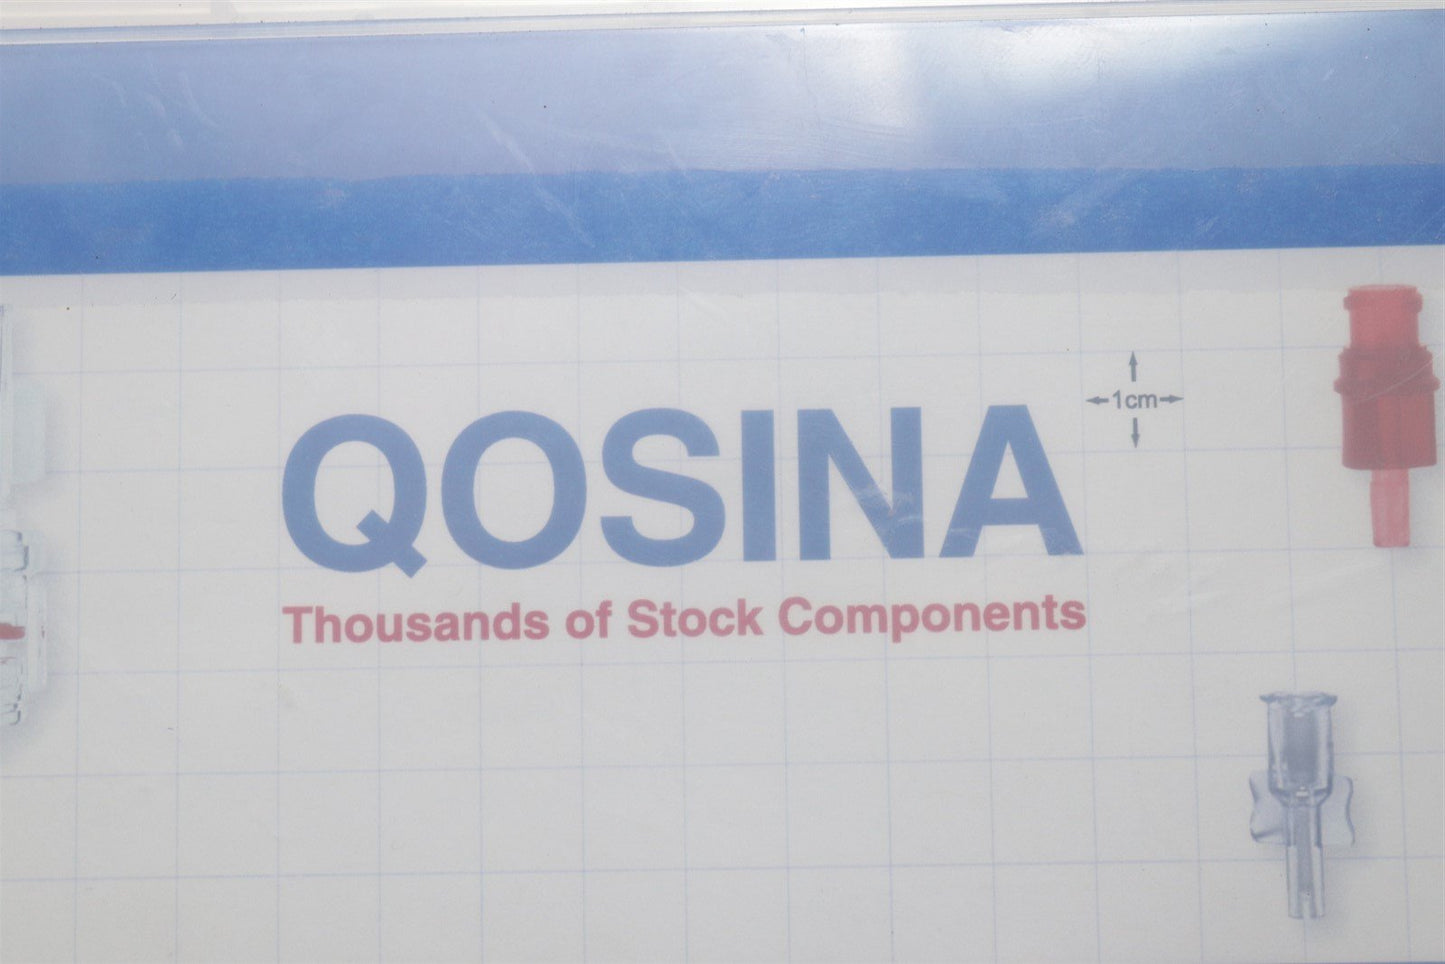 QOSINA
1cm
Thousands of Stock Components